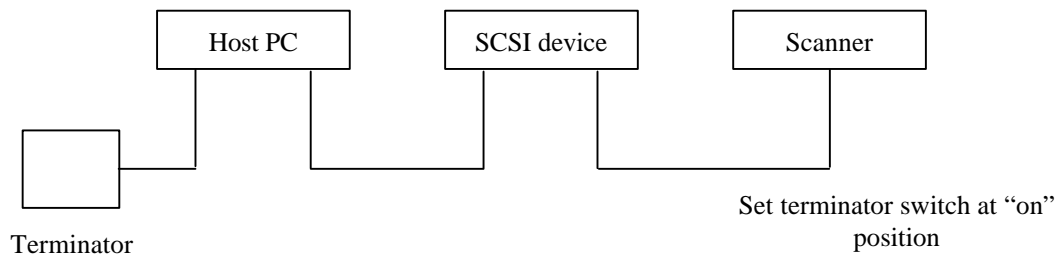 Host PC
SCSI device
Scanner
Set terminator switch at “on”
position
Terminator